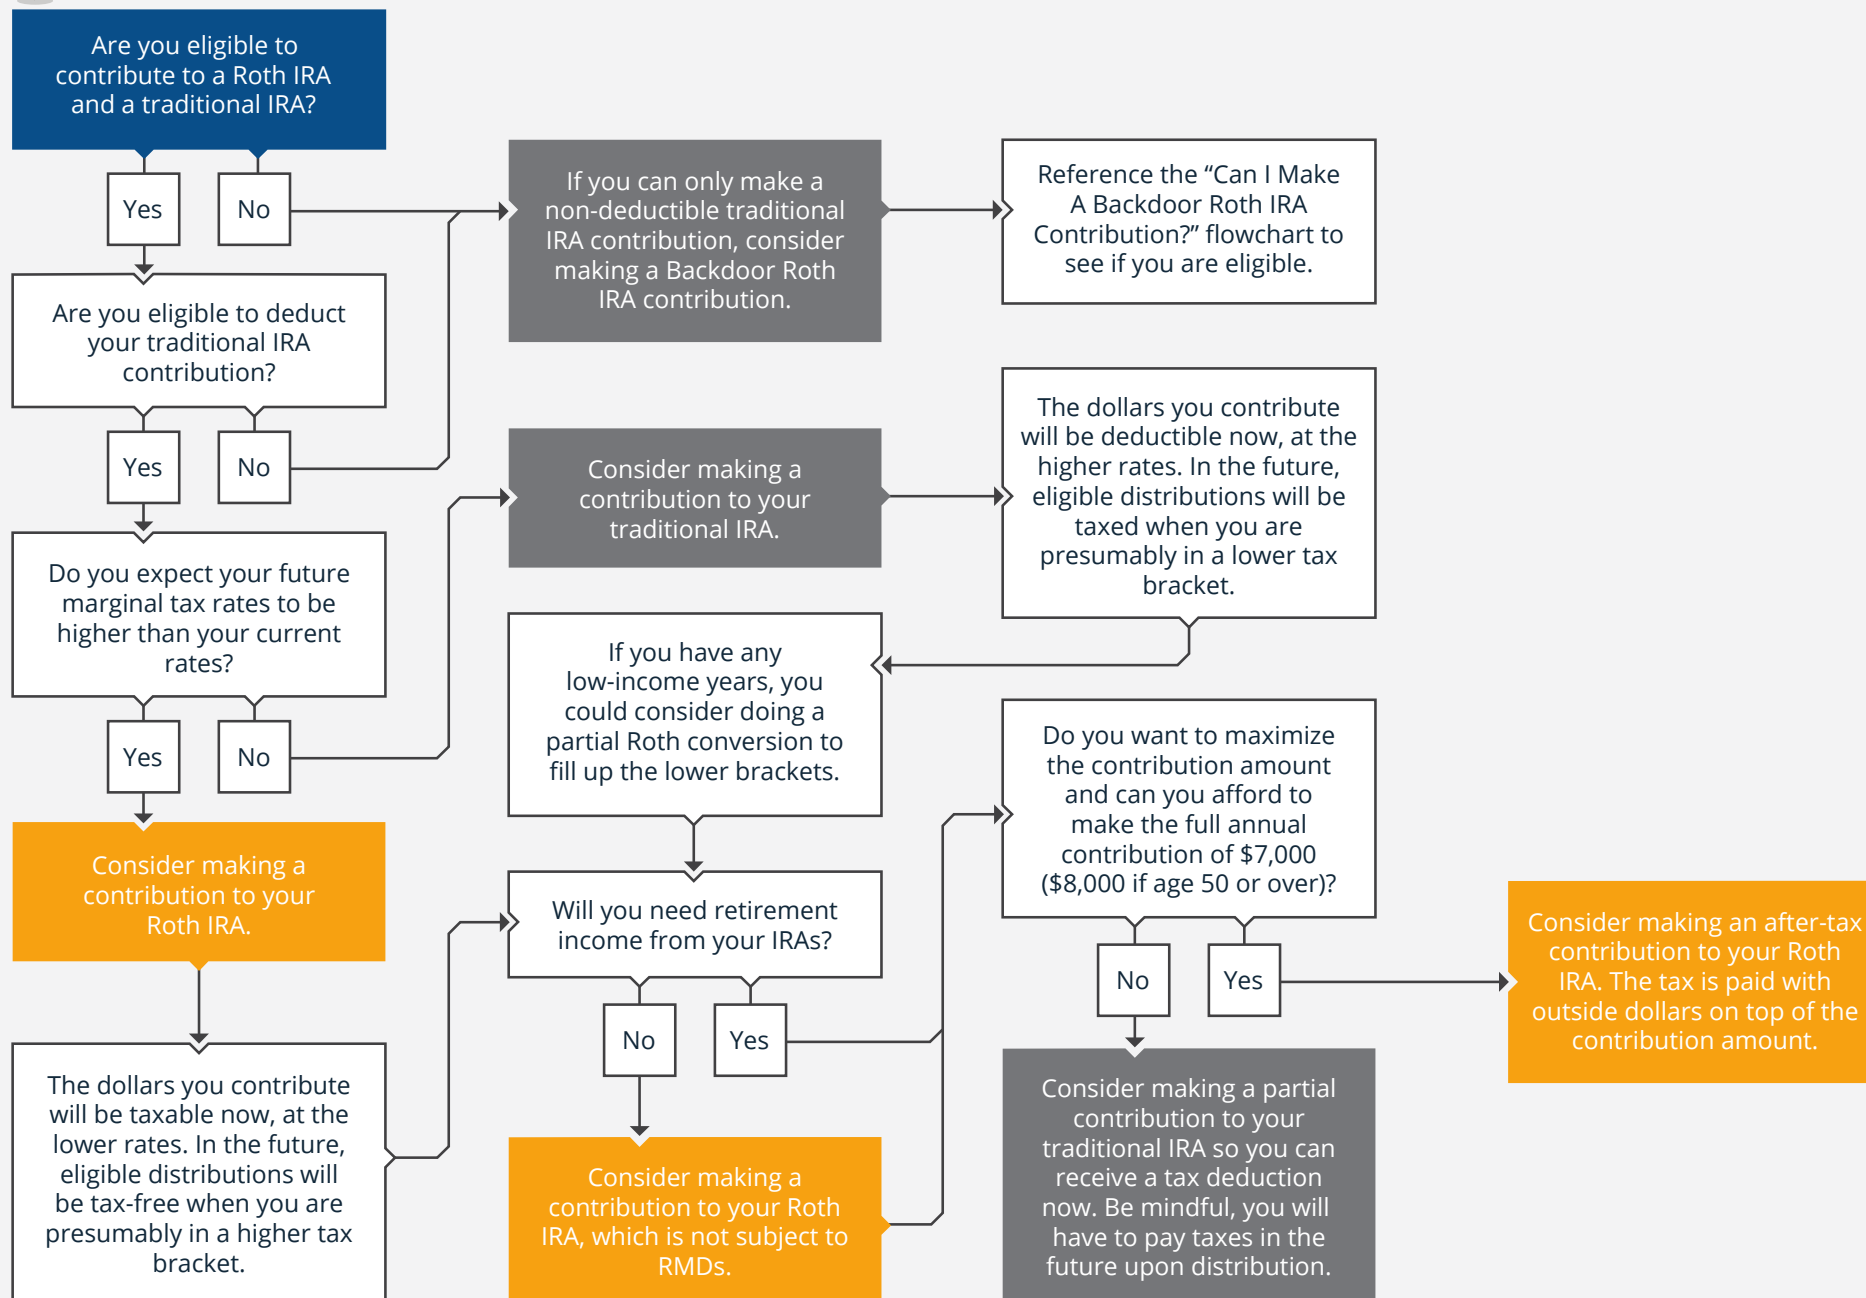 Are you eligible to
contribute to a Roth IRA
and a traditional IRA?
Yes
No
If you can only make a
non-deductible traditional
IRA contribution, consider
making a Backdoor Roth
IRA contribution.
Reference the “Can I Make
A Backdoor Roth IRA
Contribution?” flowchart to
see if you are eligible.
Are you eligible to deduct
your traditional IRA
contribution?
Yes
No
Do you expect your future
marginal tax rates to be
higher than your current
rates?
Yes
No
Consider making a
contribution to your
traditional IRA.
The dollars you contribute
will be deductible now, at the
higher rates. In the future,
eligible distributions will be
taxed when you are
presumably in a lower tax
bracket.
If you have any
low-income years, you
could consider doing a
partial Roth conversion to
fill up the lower brackets.
Consider making a
contribution to your
Roth IRA.
The dollars you contribute
will be taxable now, at the
lower rates. In the future,
eligible distributions will
be tax-free when you are
presumably in a higher tax
bracket.
Will you need retirement
income from your IRAs?
No
Yes
Consider making a
contribution to your Roth
IRA, which is not subject to
RMDs.
Do you want to maximize
the contribution amount
and can you afford to
make the full annual
contribution of $7,000
($8,000 if age 50 or over)?
No
Yes
Consider making a partial
contribution to your
traditional IRA so you can
receive a tax deduction
now. Be mindful, you will
have to pay taxes in the
future upon distribution.
Consider making an after-tax
contribution to your Roth
IRA. The tax is paid with
outside dollars on top of the
contribution amount.